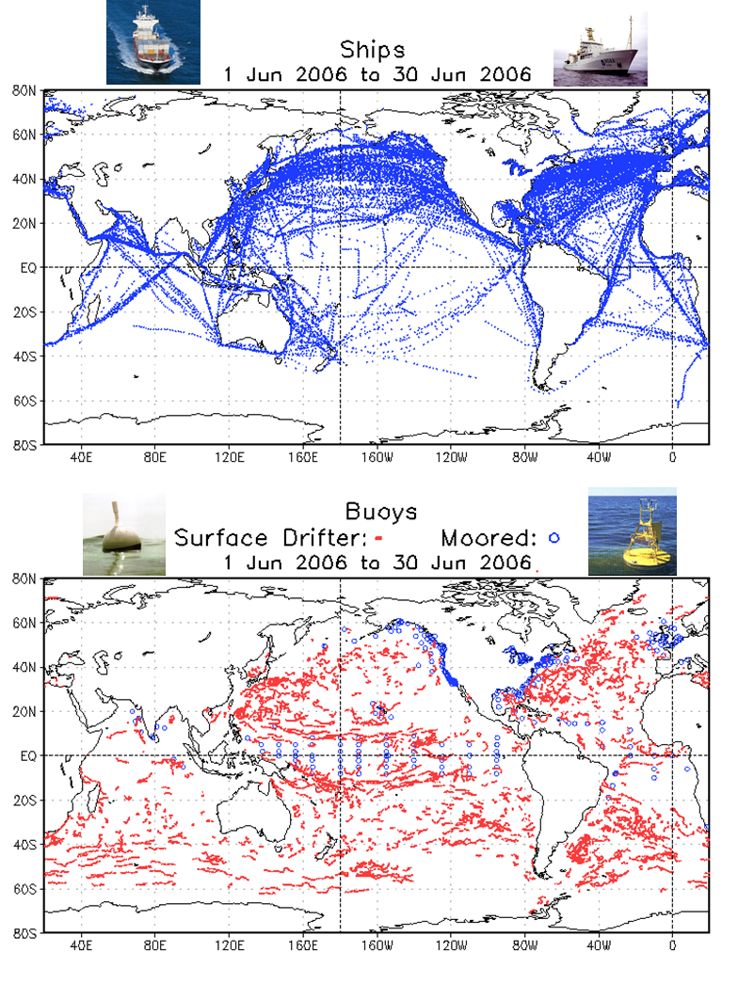 Ships
1 Jun 2006 to 30 Jun 2006
80N
60N
40N
20N
EQ
20S
40S
60S
80S
40E 80E 120E 160E 160W 120W 80W 40W 0
Buoys
Surface Drifter: Moored:
1 Jun 2006 to 30 Jun 2006
80N
60N
40N
20N
EQ
20S
40S
60S
80S
40E 80E 120E 160E 160W 120W 80W 40W 0